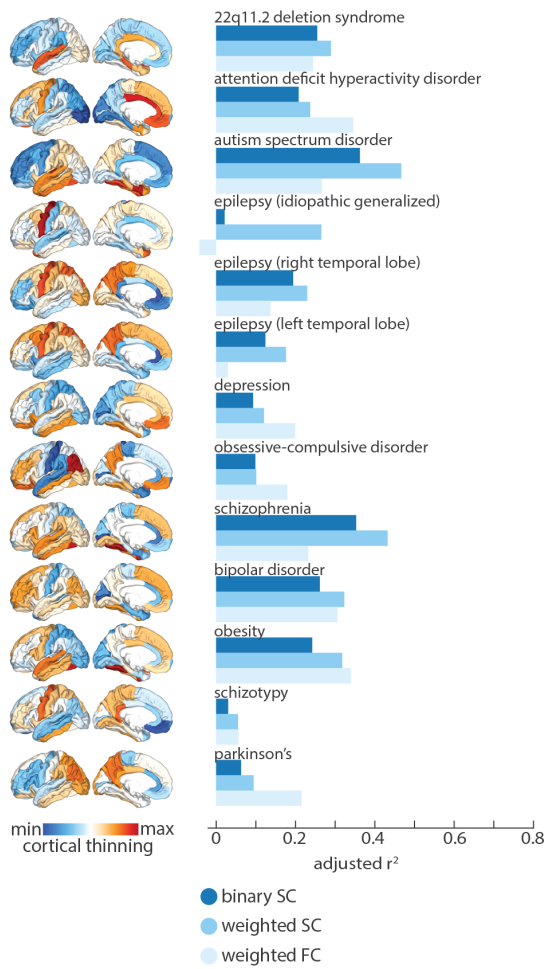 22q11.2 deletion syndrome
attention deficit hyperactivity disorder
autism spectrum disorder
epilepsy (idiopathic generalized)
epilepsy (right temporal lobe)
epilepsy (left temporal lobe)
depression
obsessive-compulsive disorder
schizophrenia
bipolar disorder
obesity
schizotypy
parkinson's
min max
cortical thinning
0 0.2 0.4 0.6 0.8
adjusted r²
binary SC
weighted SC
weighted FC